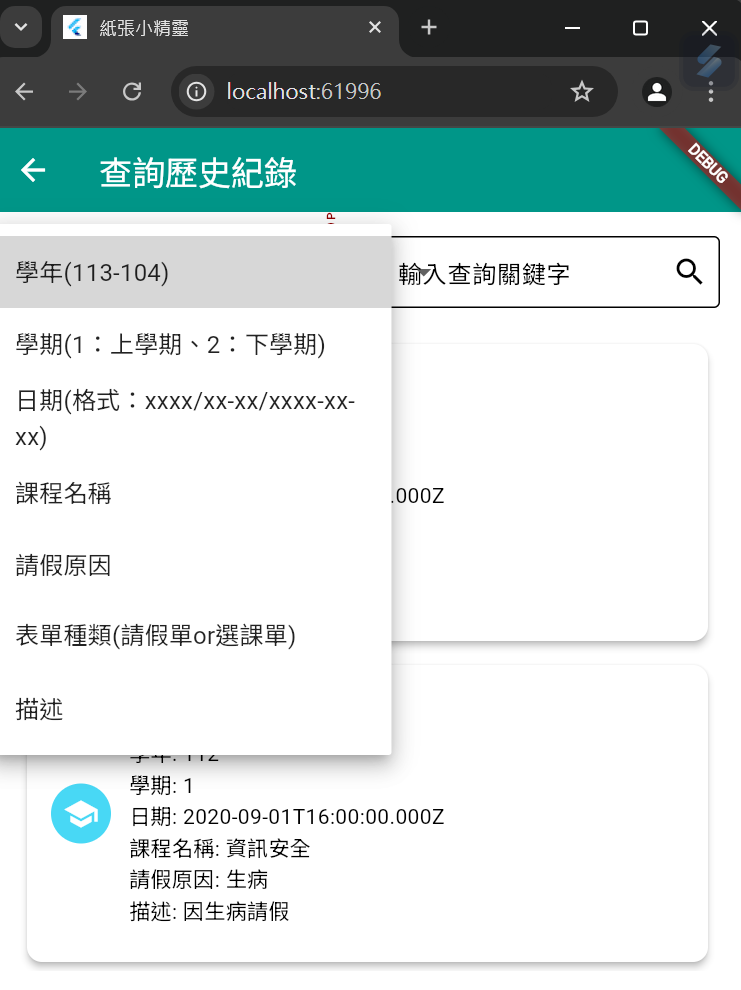 紙張小精靈
localhost:61996
查詢歷史紀錄
DEBUG
學年(113-104)
輸入查詢關鍵字
學期(1：上學期、2：下學期)
日期(格式：xxxx/xx-xx/xxxx-xx-
xx)
課程名稱
.000Z
請假原因
表單種類(請假單or選課單)
描述
學年: 112
學期: 1
日期: 2020-09-01T16:00:00.000Z
課程名稱: 資訊安全
請假原因: 生病
描述: 因生病請假